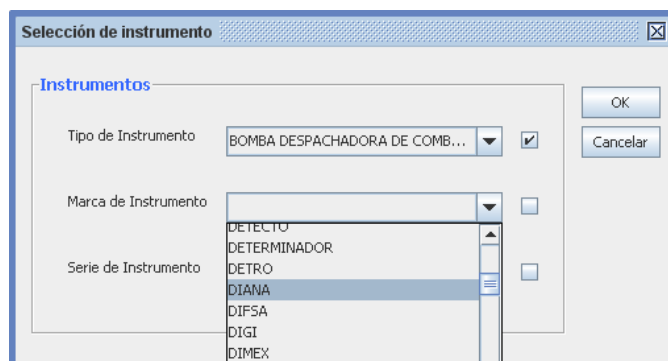 Selección de instrumento
Instrumentos
OK
Tipo de Instrumento
BOMBA DESPACHADORA DE COMB...
Cancelar
Marca de Instrumento
DETECTO
DETERMINADOR
Serie de Instrumento
DETRO
DIANA
DIFSA
DIGI
DIMEX